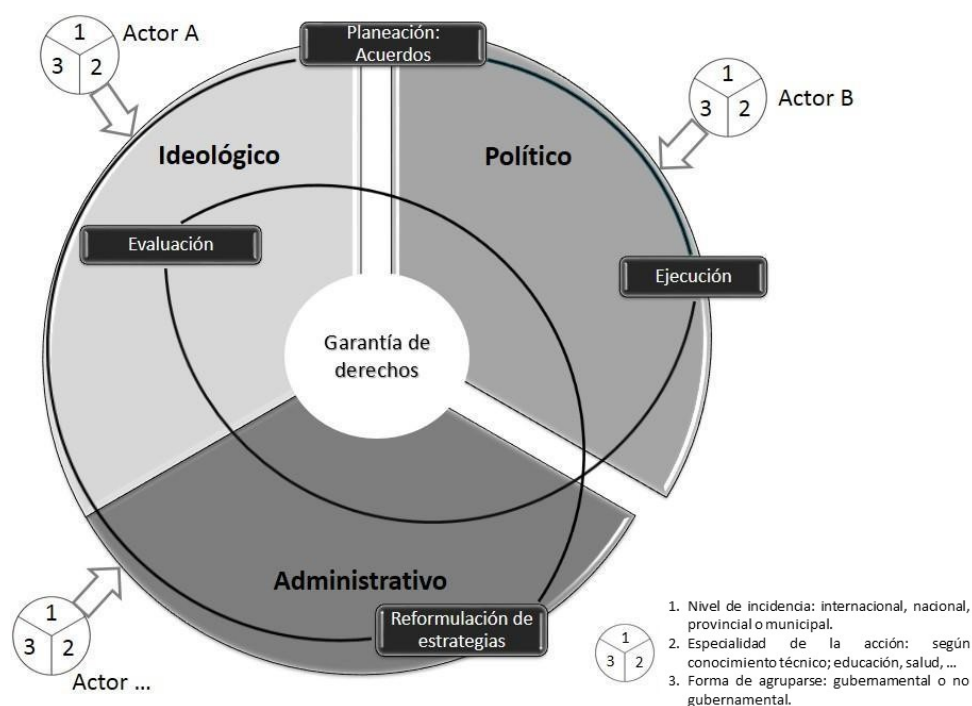 1
3 2
Actor A
Planeación:
Acuerdos
1
3 2
Actor B
Ideológico
Político
Evaluación
Ejecución
Garantía de
derechos
Administrativo
Reformulación de
estrategias
1
3 2
Actor ...
1
3 2
1. Nivel de incidencia: internacional, nacional,
provincial o municipal.
2. Especialidad de la acción: según
conocimiento técnico; educación, salud, ...
3. Forma de agruparse: gubernamental o no
gubernamental.